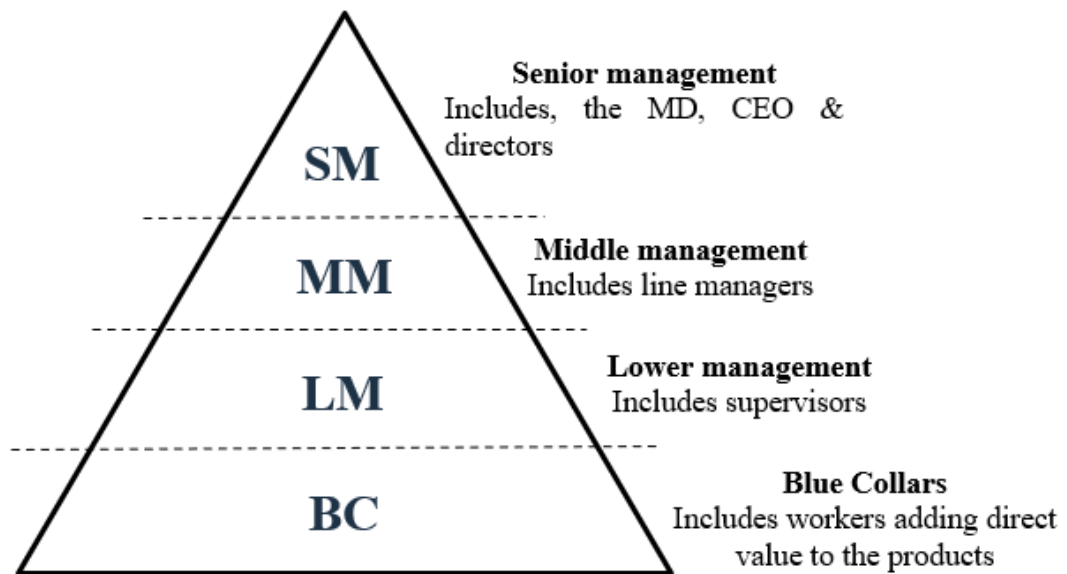 Senior management
Includes, the MD, CEO &
directors
SM
Middle management
Includes line managers
MM
Lower management
Includes supervisors
LM
Blue Collars
Includes workers adding direct
value to the products
BC